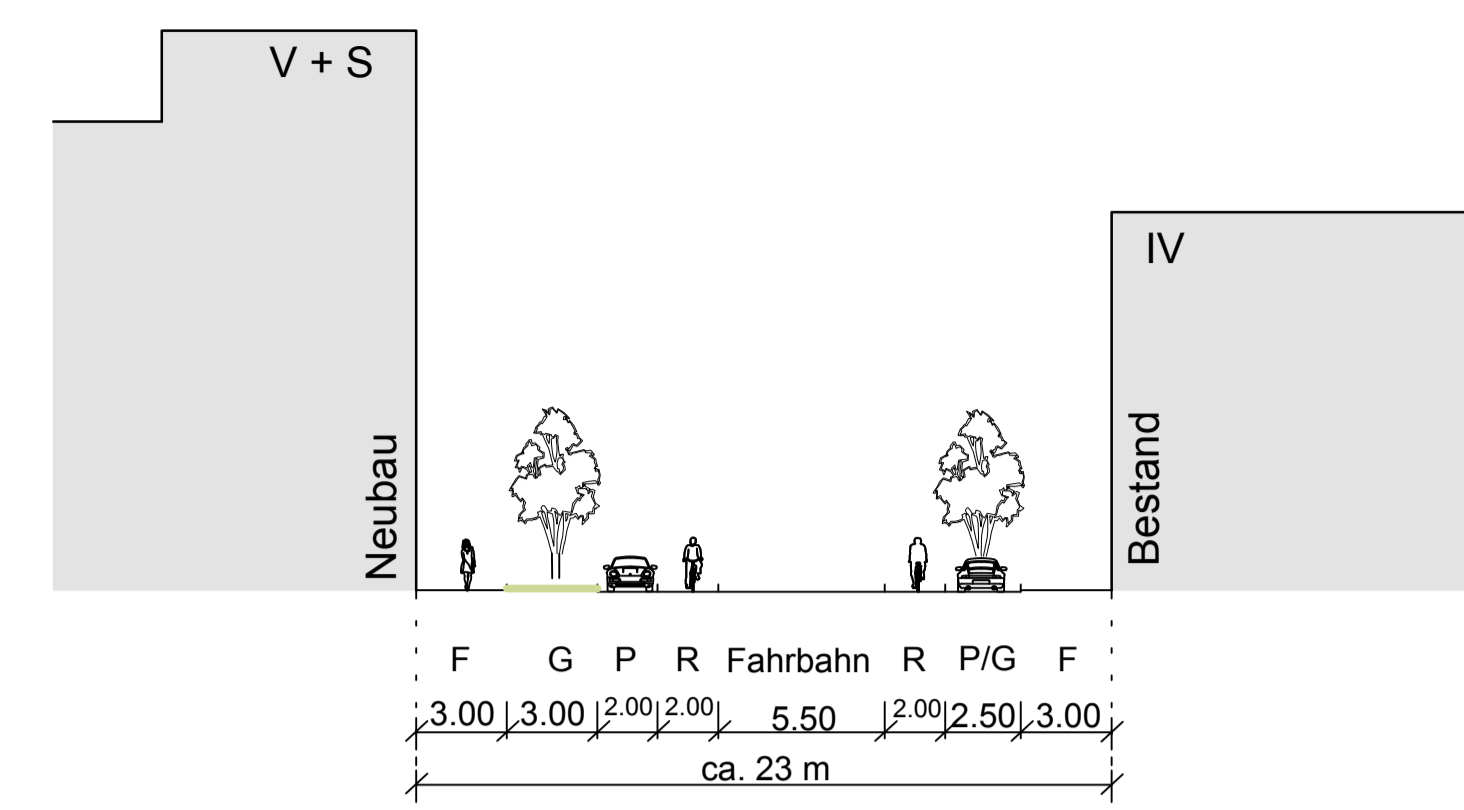 V + S
IV
Neubau
Bestand
F G P R Fahrbahn R P/G F
3.00 3.00 2.00 2.00 5.50 2.00 2.50 3.00
ca. 23 m